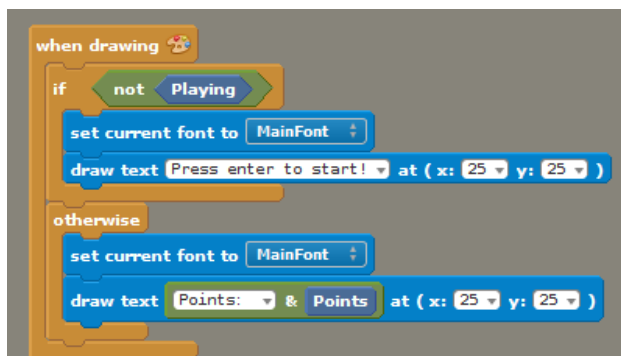 when drawing
if not Playing
set current font to MainFont
draw text Press enter to start! at ( x: 25 y: 25 )
otherwise
set current font to MainFont
draw text Points: & Points at ( x: 25 y: 25 )